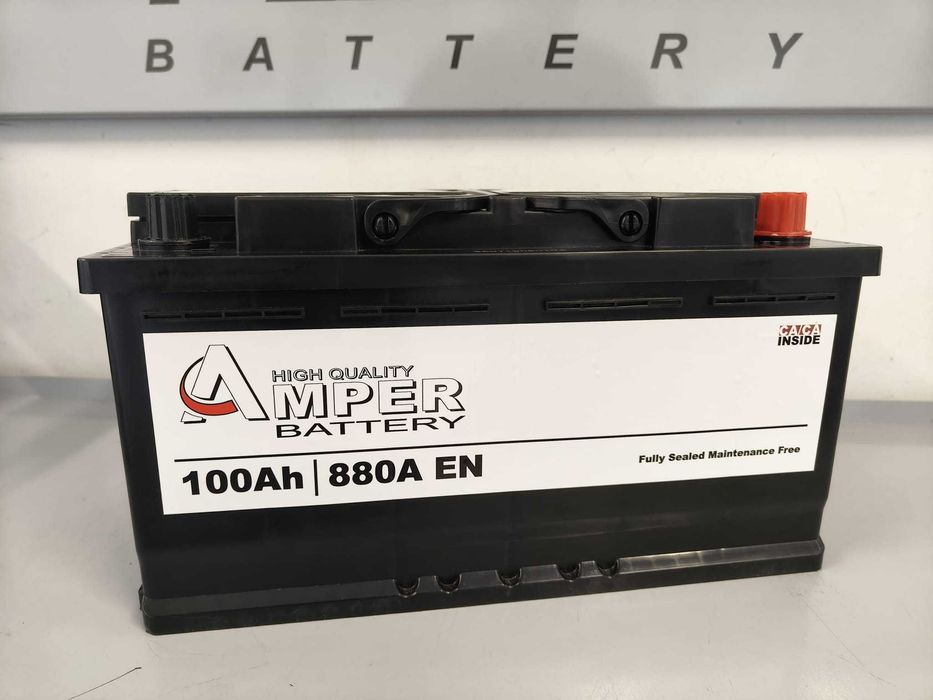 BATTERY
CA/CA
INSIDE
HIGH QUALITY
AMPER
BATTERY
100Ah | 880A EN
Fully Sealed Maintenance Free